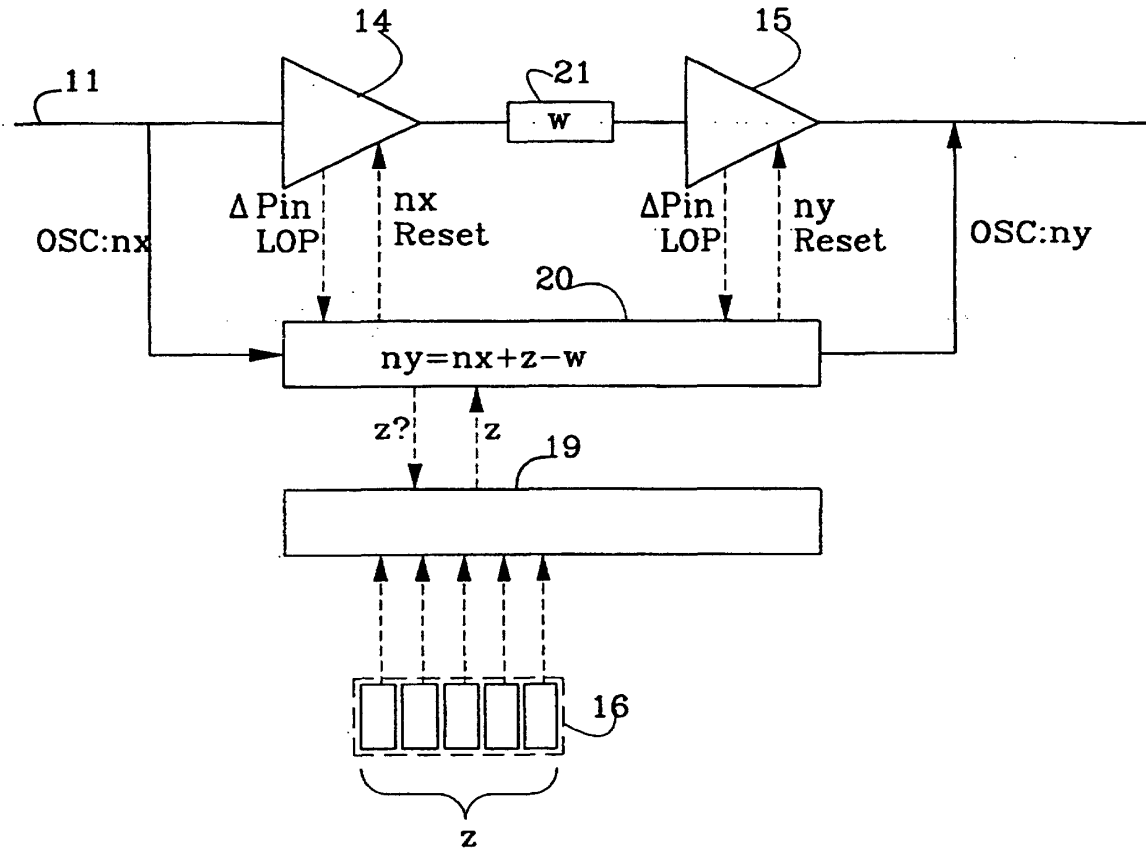 14
15
11
21
w
Δ Pin
LOP
nx
Reset
ΔPin
LOP
ny
Reset
OSC:nx
OSC:ny
20
ny=nx+z-w
z?
z
19
16
z